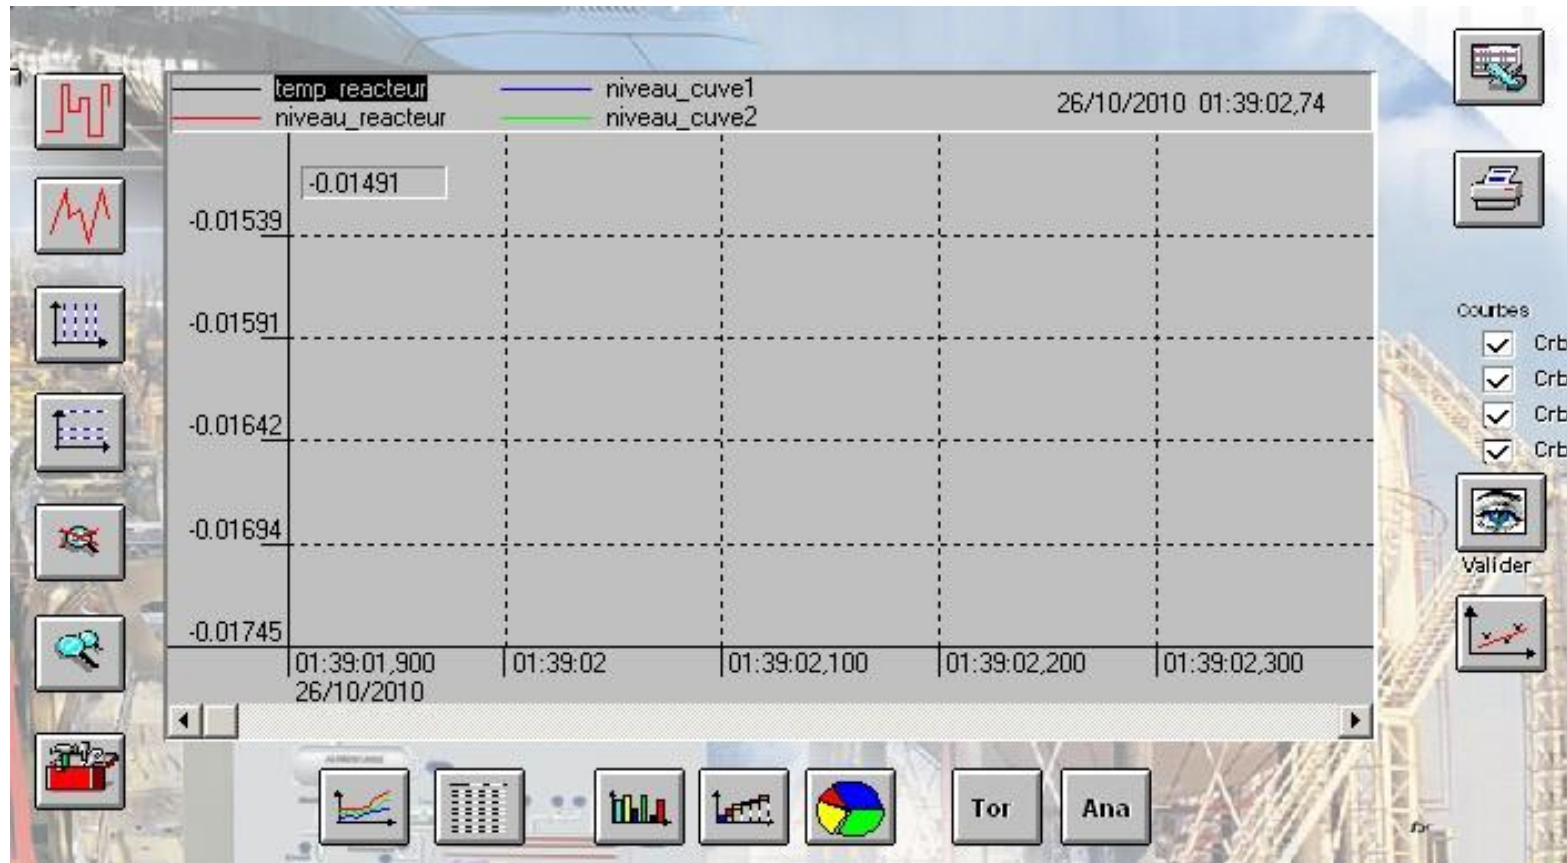 temp_reacteur niveau_cuve1
niveau_reacteur niveau_cuve2
26/10/2010 01:39:02,74
-0.01491
-0.01539
-0.01591
-0.01642
-0.01694
-0.01745
01:39:01,900 01:39:02 01:39:02,100 01:39:02,200 01:39:02,300
26/10/2010
Courbes
Crb
Crb
Crb
Crb
Valider
Tor Ana